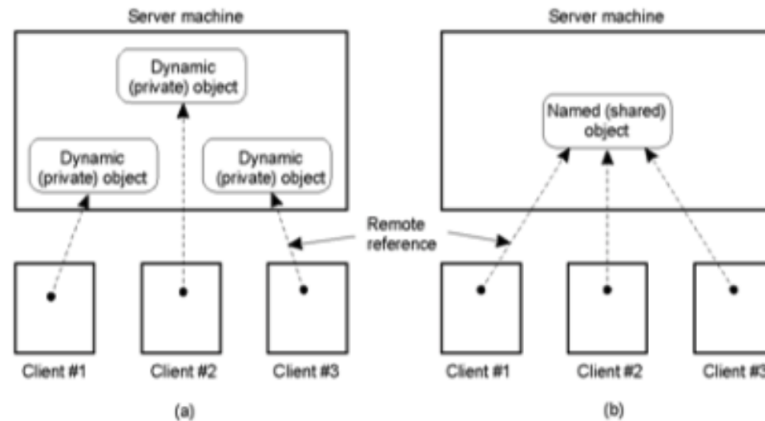 Server machine
Dynamic
(private) object
Dynamic
(private) object
Dynamic
(private) object
Remote
reference
Client #1
Client #2
Client #3
(a)
Server machine
Named (shared)
object
Client #1
Client #2
Client #3
(b)